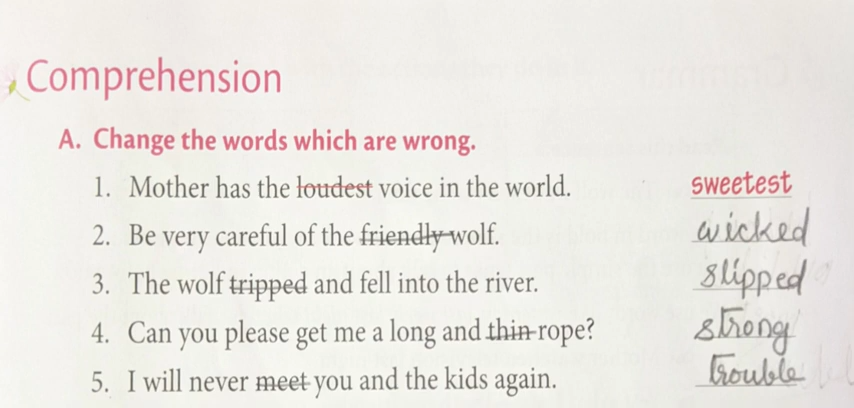 Comprehension
A. Change the words which are wrong.
1. Mother has the loudest voice in the world. sweetest
2. Be very careful of the friendly wolf. wicked
3. The wolf tripped and fell into the river. slipped
4. Can you please get me a long and thin rope? strong
5. I will never meet you and the kids again. trouble